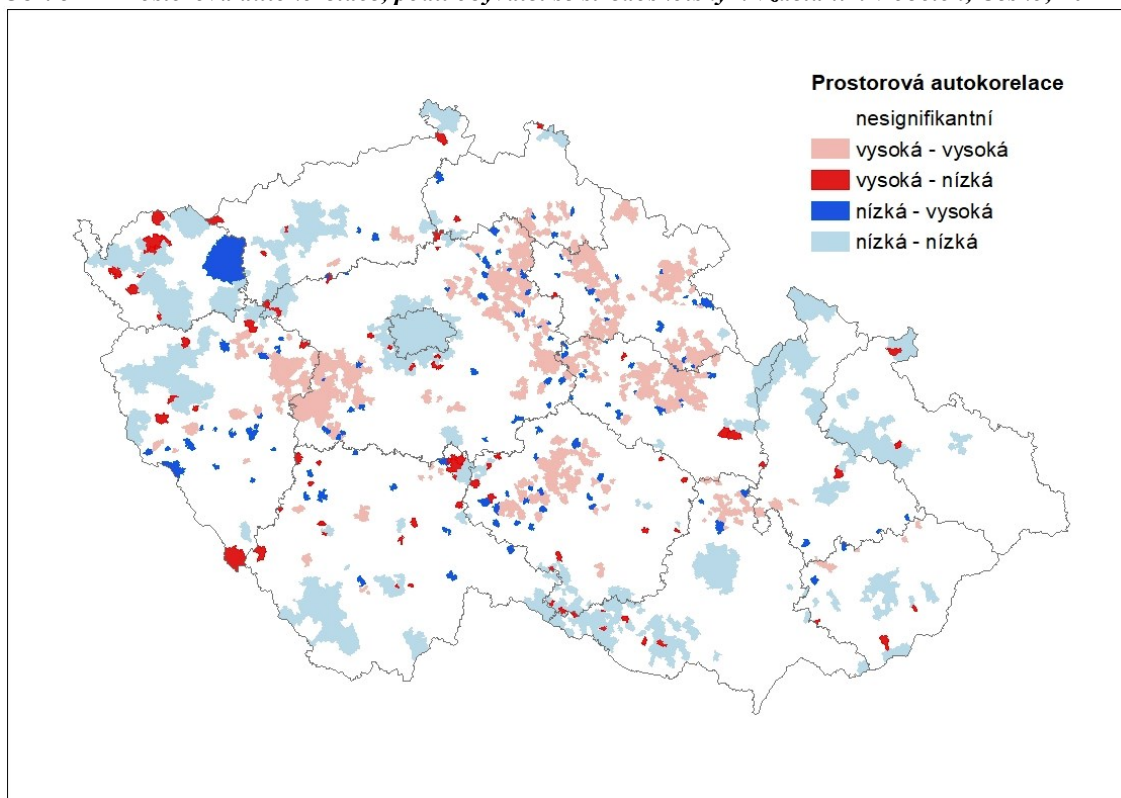 Prostorová autokorelace
nesignifikantní
vysoká - vysoká
vysoká - nízká
nízká - vysoká
nízká - nízká